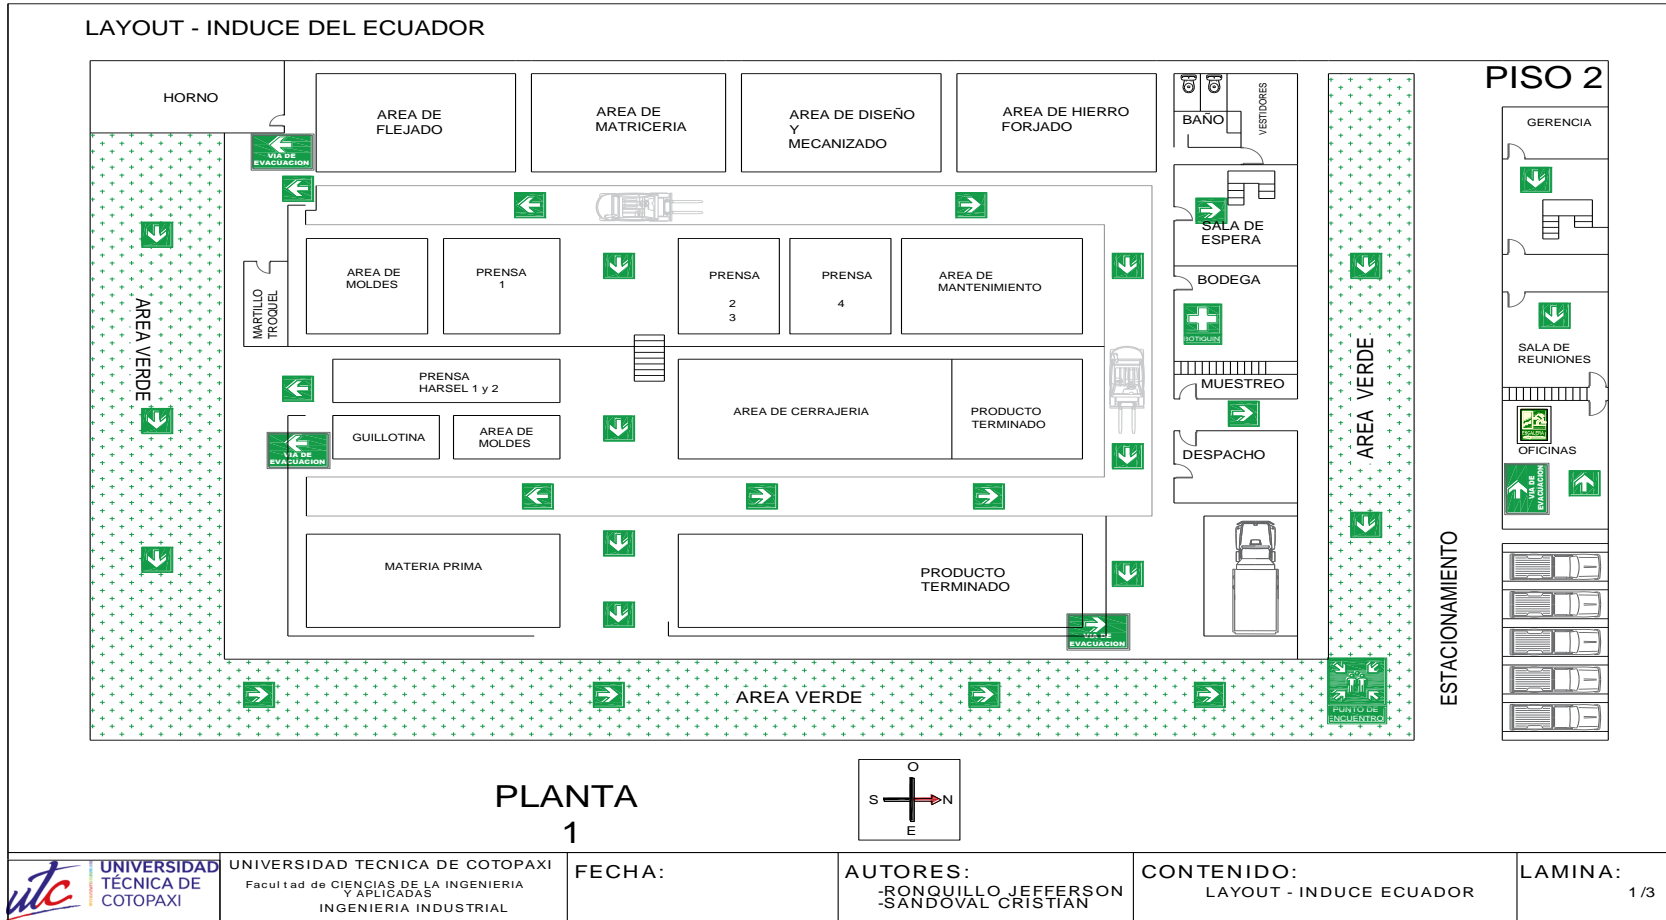 LAYOUT - INDUCE DEL ECUADOR
PISO 2
HORNO
AREA DE
FLEJADO
AREA DE
MATRICERIA
AREA DE DISEÑO
Y
MECANIZADO
AREA DE HIERRO
FORJADO
BAÑO
VESTIDORES
GERENCIA
VIA DE
EVACUACION
SALA DE
ESPERA
AREA DE
MOLDES
PRENSA
1
PRENSA
2
3
PRENSA
4
AREA DE
MANTENIMIENTO
BODEGA
BOTIQUIN
MARTILLO
TROQUEL
AREA VERDE
AREA VERDE
SALA DE
REUNIONES
PRENSA
HARSEL 1 y 2
MUESTREO
AREA DE CERRAJERIA
PRODUCTO
TERMINADO
GUILLOTINA
AREA DE
MOLDES
VIA DE
EVACUACION
DESPACHO
ESCALERA
OFICINAS
VIA DE
EVACUACION
MATERIA PRIMA
PRODUCTO
TERMINADO
VIA DE
EVACUACION
ESTACIONAMIENTO
AREA VERDE
PUNTO DE
ENCUENTRO
PLANTA
1
O
S N
E
UNIVERSIDAD
TÉCNICA DE
COTOPAXI
utc
UNIVERSIDAD TECNICA DE COTOPAXI
Facultad de CIENCIAS DE LA INGENIERIA
Y APLICADAS
INGENIERIA INDUSTRIAL
FECHA:
AUTORES:
-RONQUILLO JEFFERSON
-SANDOVAL CRISTIAN
CONTENIDO:
LAYOUT - INDUCE ECUADOR
LAMINA:
1/3